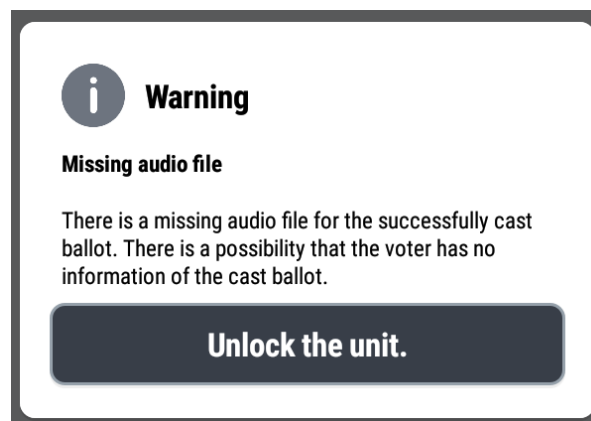 Warning
Missing audio file
There is a missing audio file for the successfully cast
ballot. There is a possibility that the voter has no
information of the cast ballot.
Unlock the unit.